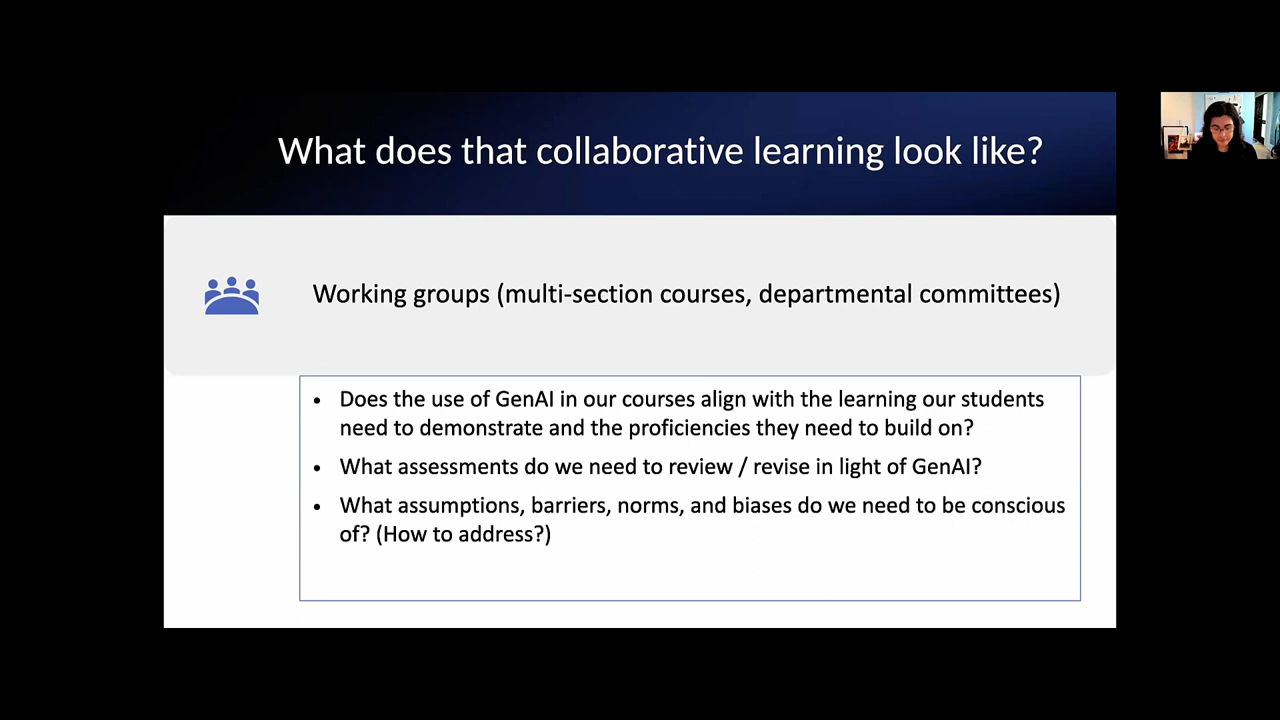 What does that collaborative learning look like?
Working groups (multi-section courses, departmental committees)
• Does the use of GenAI in our courses align with the learning our students
need to demonstrate and the proficiencies they need to build on?
• What assessments do we need to review / revise in light of GenAI?
• What assumptions, barriers, norms, and biases do we need to be conscious
of? (How to address?)